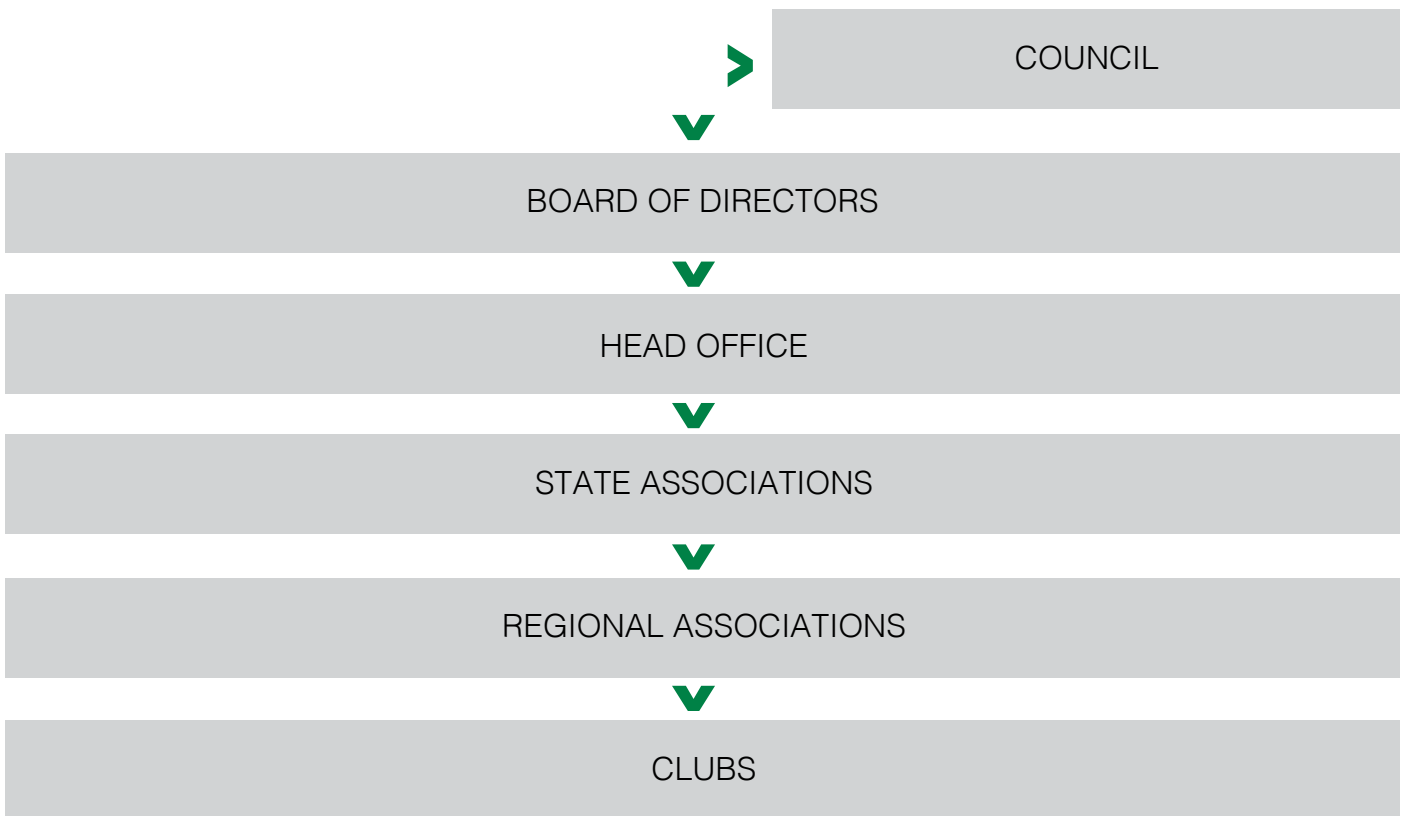 COUNCIL
BOARD OF DIRECTORS
HEAD OFFICE
STATE ASSOCIATIONS
REGIONAL ASSOCIATIONS
CLUBS